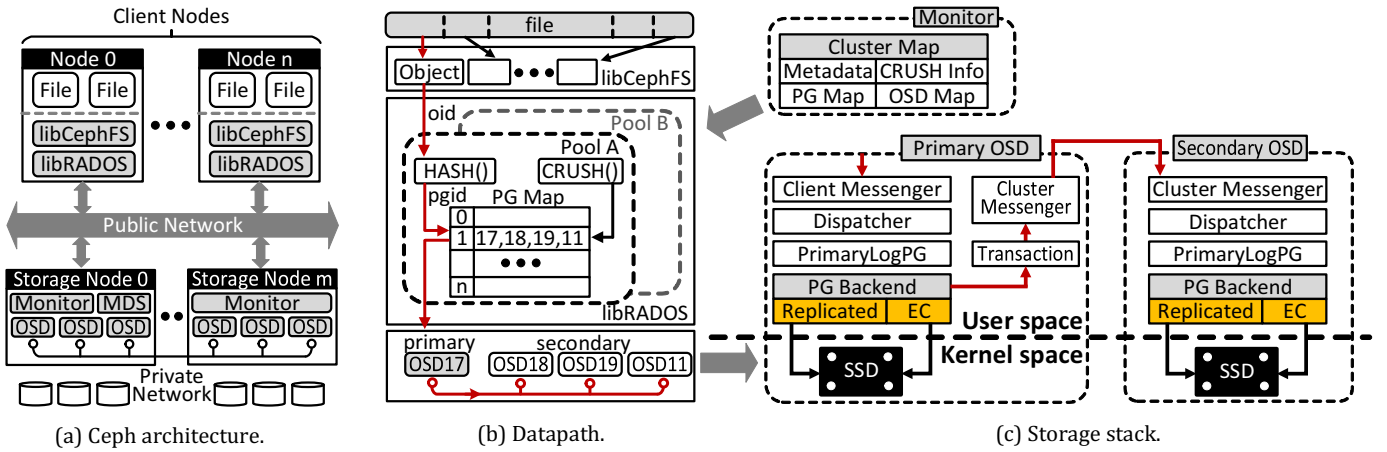 Client Nodes
Node 0
Node n
File File
File File
libCephFS
libCephFS
libRADOS
libRADOS
Public Network
Storage Node 0
Storage Node m
Monitor MDS
Monitor
OSD OSD OSD
OSD OSD OSD
Private
Network
(a) Ceph architecture.
file
Object
libCephFS
oid
Pool B
Pool A
HASH()
CRUSH()
pgid
PG Map
0
1 17,18,19,11
n
libRADOS
primary
secondary
OSD17
OSD18 OSD19 OSD11
(b) Datapath.
Monitor
Cluster Map
Metadata CRUSH Info
PG Map OSD Map
Primary OSD
Client Messenger
Dispatcher
PrimaryLogPG
PG Backend
Replicated EC
Cluster
Messenger
Transaction
SSD
User space
Kernel space
Secondary OSD
Cluster Messenger
Dispatcher
PrimaryLogPG
PG Backend
Replicated EC
SSD
(c) Storage stack.